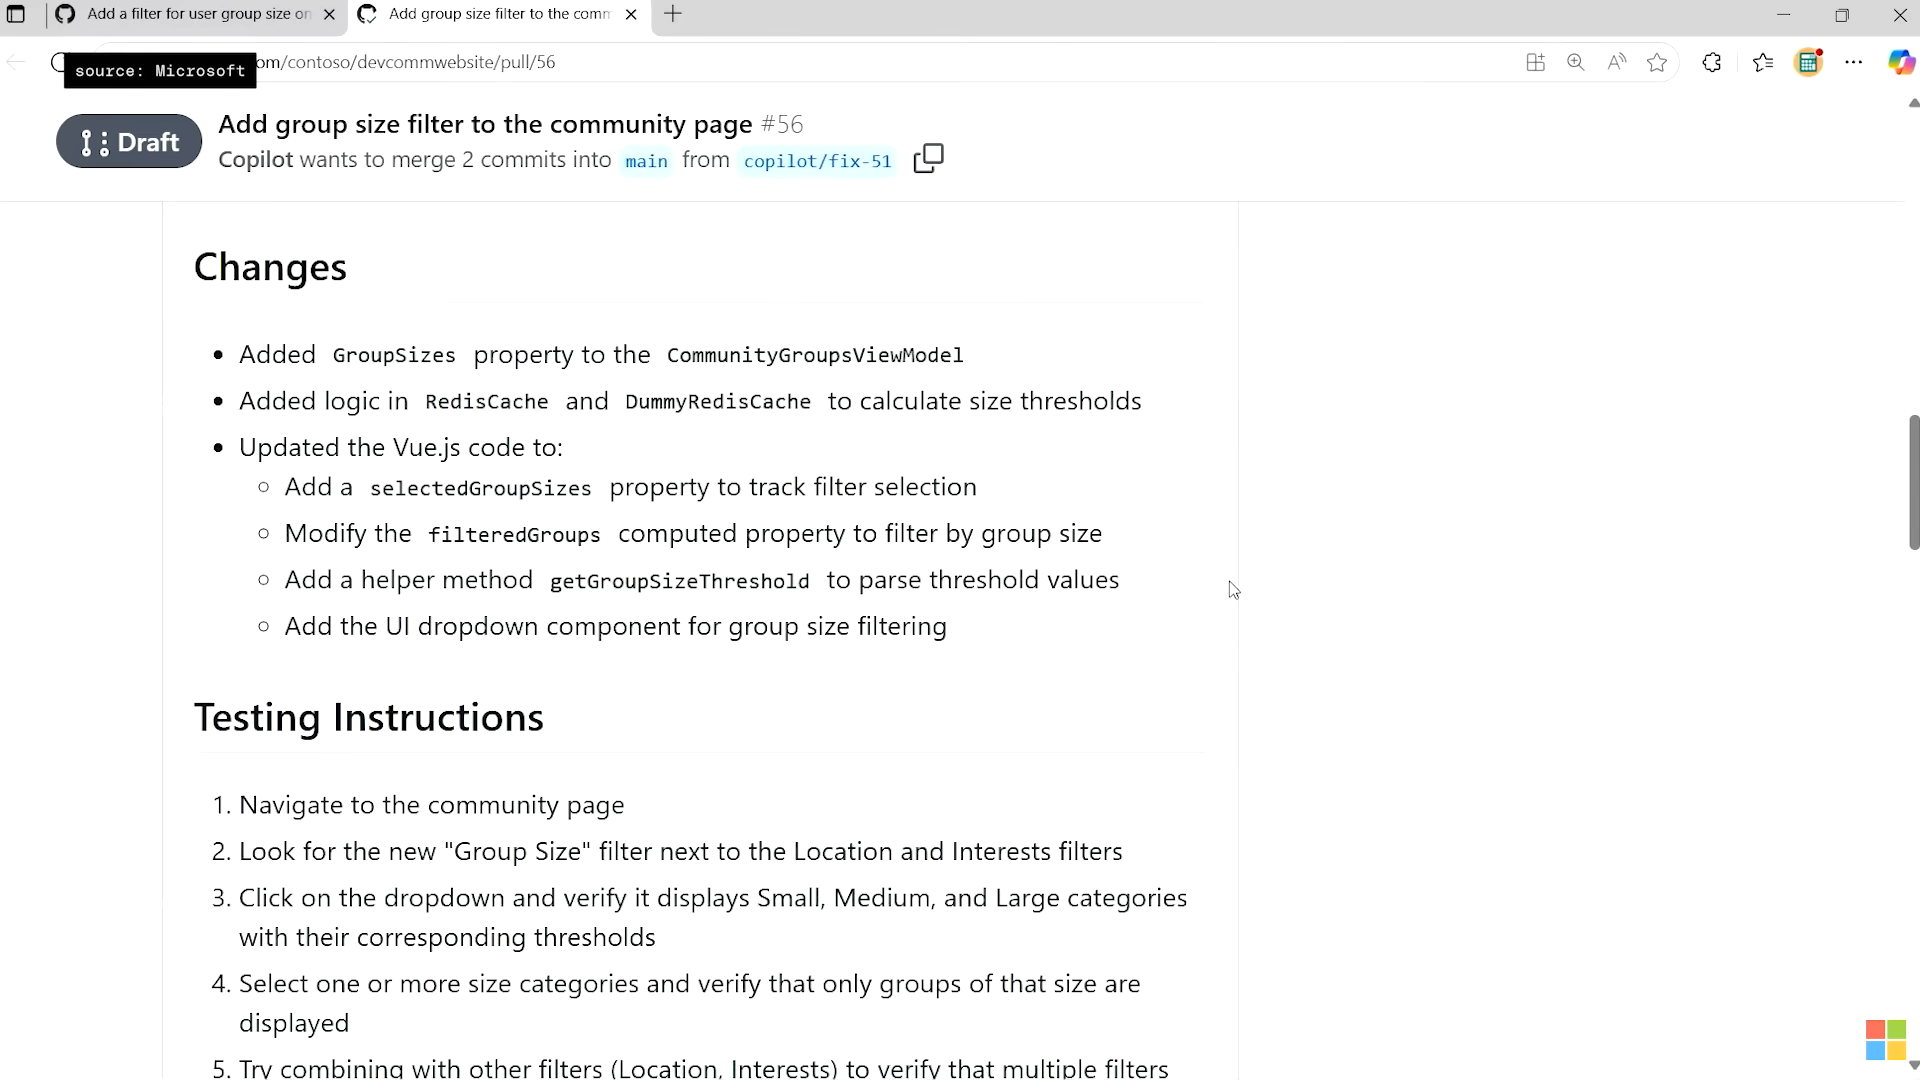 Add a filter for user group size on
Add group size filter to the comm
source: Microsoft
om/contoso/devcommwebsite/pull/56
Draft
Add group size filter to the community page #56
Copilot wants to merge 2 commits into main from copilot/fix-51
Changes
Added GroupSizes property to the CommunityGroupsViewModel
Added logic in RedisCache and DummyRedisCache to calculate size thresholds
Updated the Vue.js code to:
Add a selectedGroupSizes property to track filter selection
Modify the filteredGroups computed property to filter by group size
Add a helper method getGroupSizeThreshold to parse threshold values
Add the UI dropdown component for group size filtering
Testing Instructions
1. Navigate to the community page
2. Look for the new "Group Size" filter next to the Location and Interests filters
3. Click on the dropdown and verify it displays Small, Medium, and Large categories
with their corresponding thresholds
4. Select one or more size categories and verify that only groups of that size are
displayed
5. Try combining with other filters (Location, Interests) to verify that multiple filters